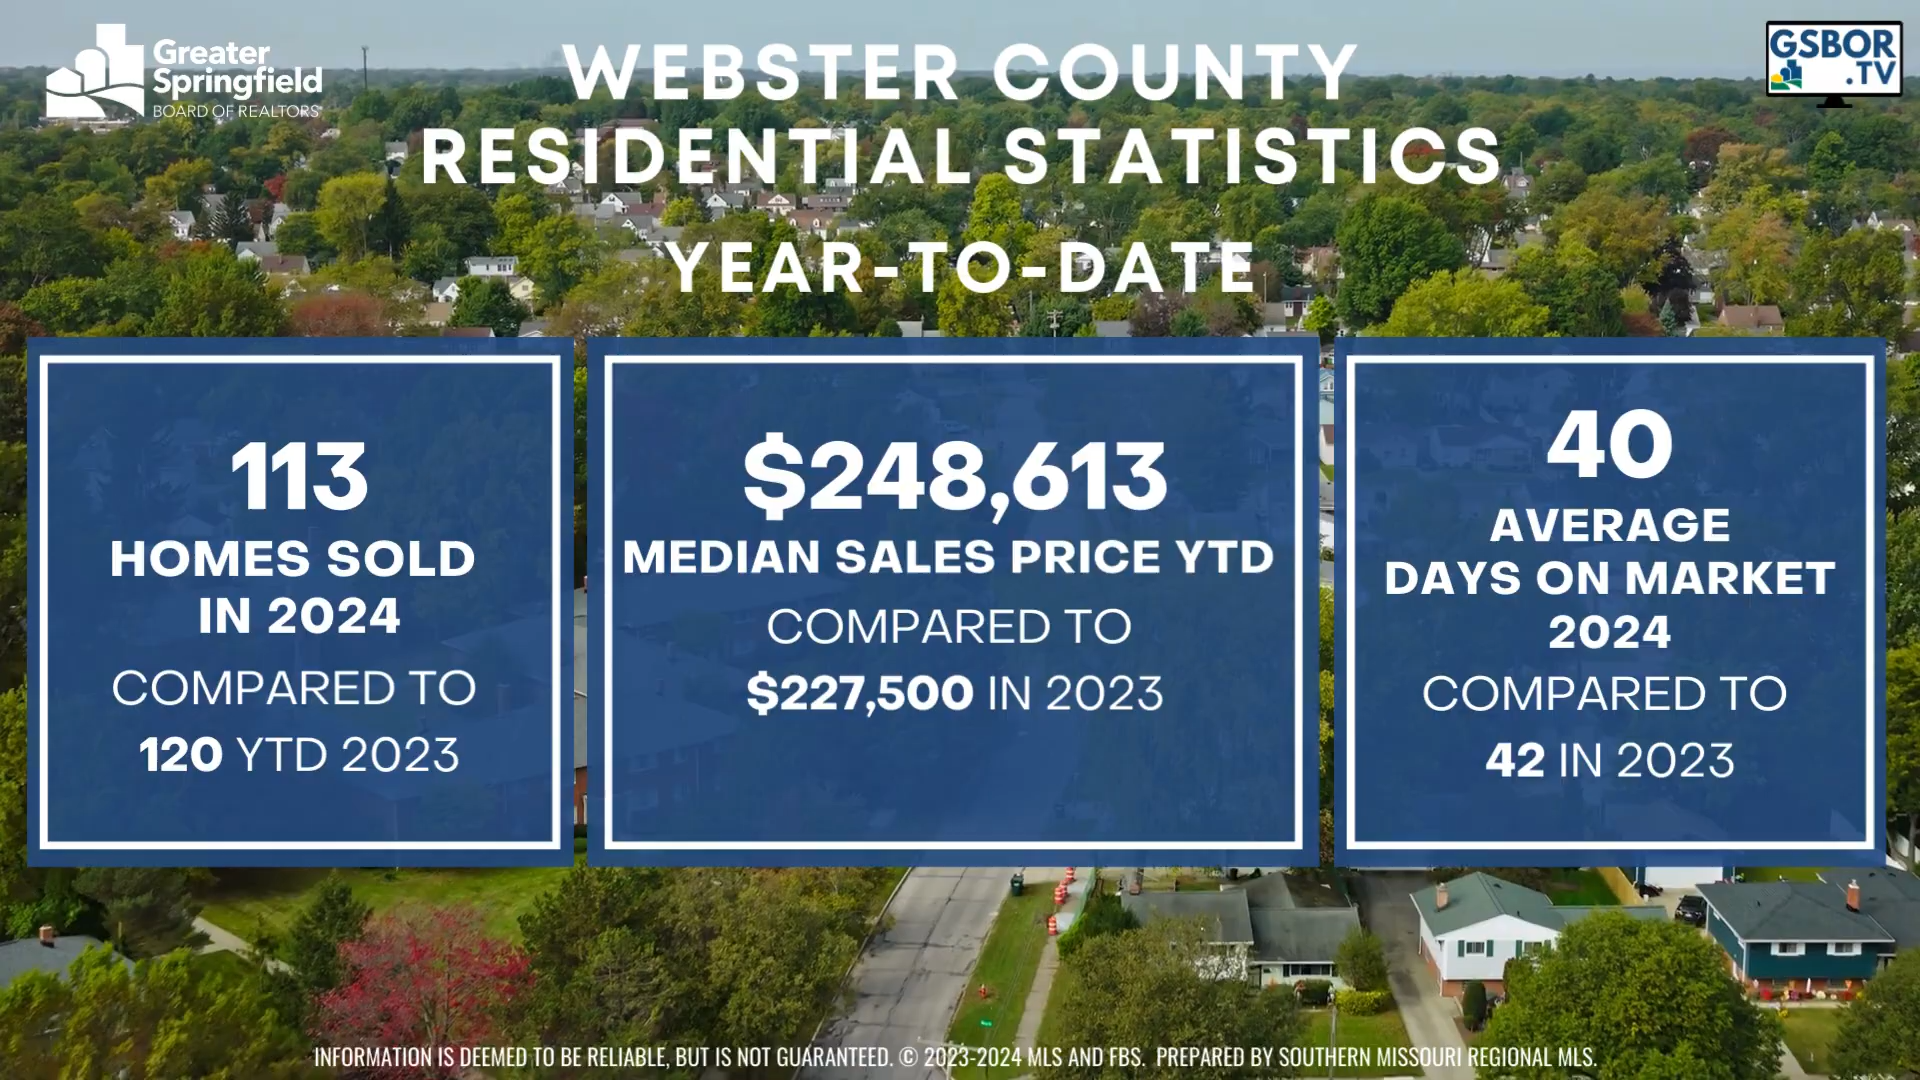 Greater
Springfield
BOARD OF REALTORS®
GSBOR
.TV
WEBSTER COUNTY
RESIDENTIAL STATISTICS
YEAR-TO-DATE
113
HOMES SOLD
IN 2024
COMPARED TO
120 YTD 2023
$248,613
MEDIAN SALES PRICE YTD
COMPARED TO
$227,500 IN 2023
40
AVERAGE
DAYS ON MARKET
2024
COMPARED TO
42 IN 2023
INFORMATION IS DEEMED TO BE RELIABLE, BUT IS NOT GUARANTEED. © 2023-2024 MLS AND FBS. PREPARED BY SOUTHERN MISSOURI REGIONAL MLS.